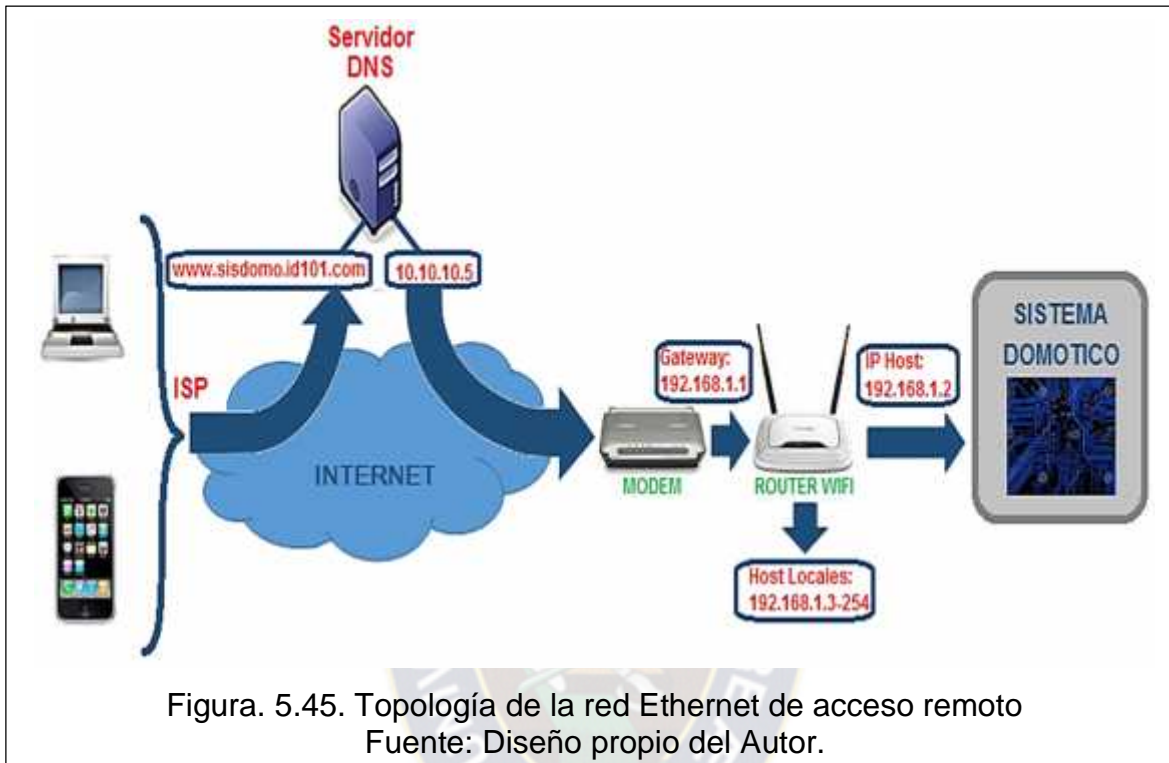 Servidor
DNS
www.sisdomo.id101.com
10.10.10.5
ISP
INTERNET
Gateway:
192.168.1.1
MODEM
ROUTER WIFI
IP Host:
192.168.1.2
SISTEMA
DOMOTICO
Host Locales:
192.168.1.3-254
Figura. 5.45. Topología de la red Ethernet de acceso remoto
Fuente: Diseño propio del Autor.